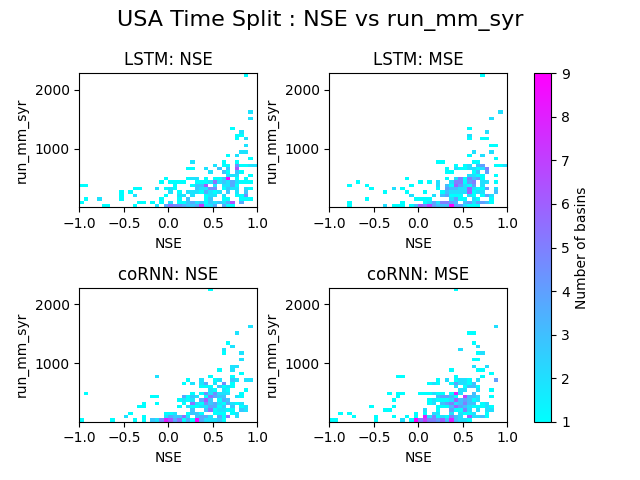 USA Time Split : NSE vs run_mm_syr
LSTM: NSE
LSTM: MSE
2000
1000
run_mm_syr
−1.0 −0.5 0.0 0.5 1.0
NSE
2000
1000
run_mm_syr
−1.0 −0.5 0.0 0.5 1.0
NSE
coRNN: NSE
coRNN: MSE
2000
1000
run_mm_syr
−1.0 −0.5 0.0 0.5 1.0
NSE
2000
1000
run_mm_syr
−1.0 −0.5 0.0 0.5 1.0
NSE
9
8
7
6
5
4
3
2
1
Number of basins